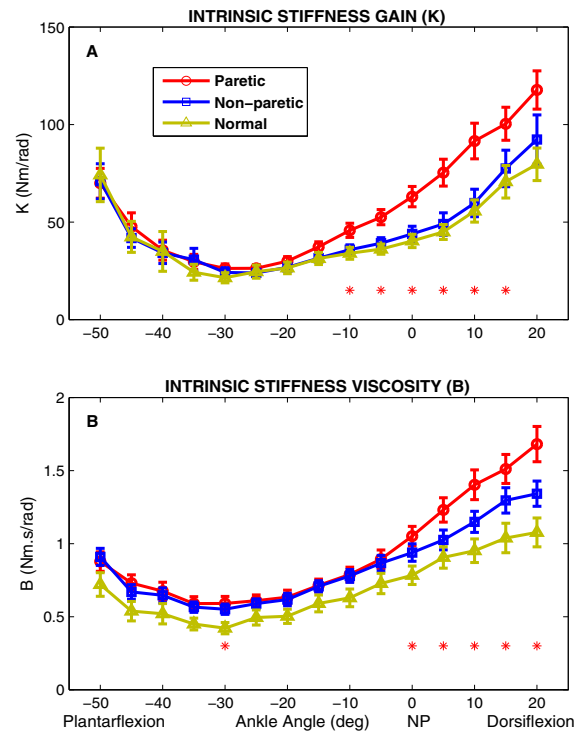 INTRINSIC STIFFNESS GAIN (K)
A
Paretic
Non-paretic
Normal
K (Nm/rad)
150
100
50
0
-50 -40 -30 -20 -10 0 10 20
* * * * * *
INTRINSIC STIFFNESS VISCOSITY (B)
B
B (Nm.s/rad)
2
1.5
1
0.5
0
* * * * * *
-50 -40 -30 -20 -10 0 10 20
Plantarflexion Ankle Angle (deg) NP Dorsiflexion